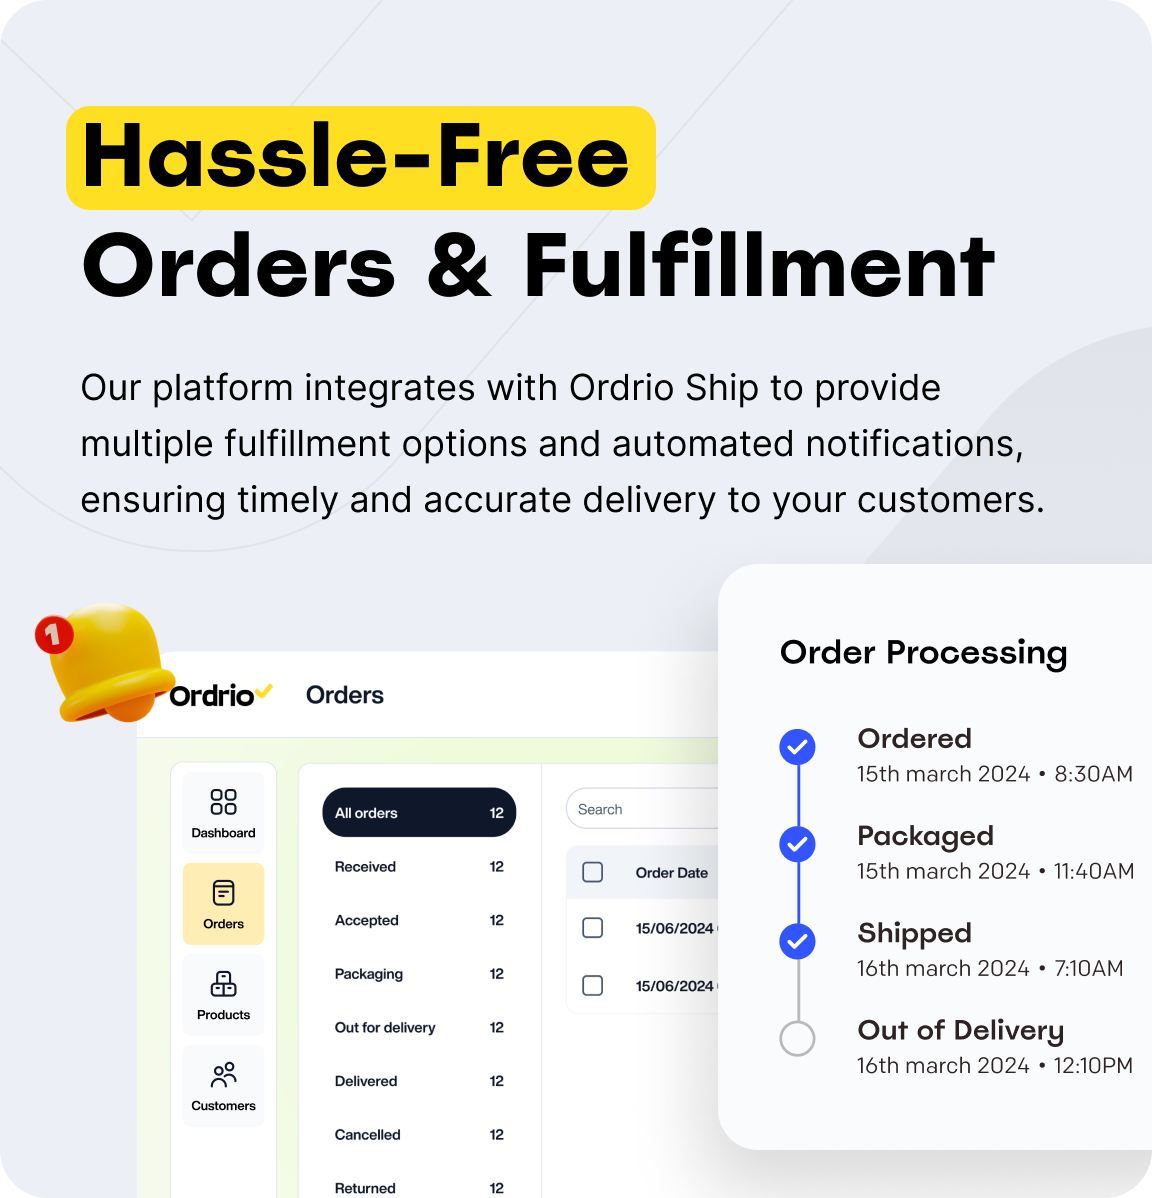 Hassle-Free
Orders & Fulfillment
Our platform integrates with Ordrio Ship to provide
multiple fulfillment options and automated notifications,
ensuring timely and accurate delivery to your customers.
1
Ordrio
Orders
Dashboard
Orders
Products
Customers
All orders 12
Received 12
Accepted 12
Packaging 12
Out for delivery 12
Delivered 12
Cancelled 12
Returned 12
Search
Order Date
15/06/2024
15/06/2024
Order Processing
Ordered
15th march 2024 • 8:30AM
Packaged
15th march 2024 • 11:40AM
Shipped
16th march 2024 • 7:10AM
Out of Delivery
16th march 2024 • 12:10PM